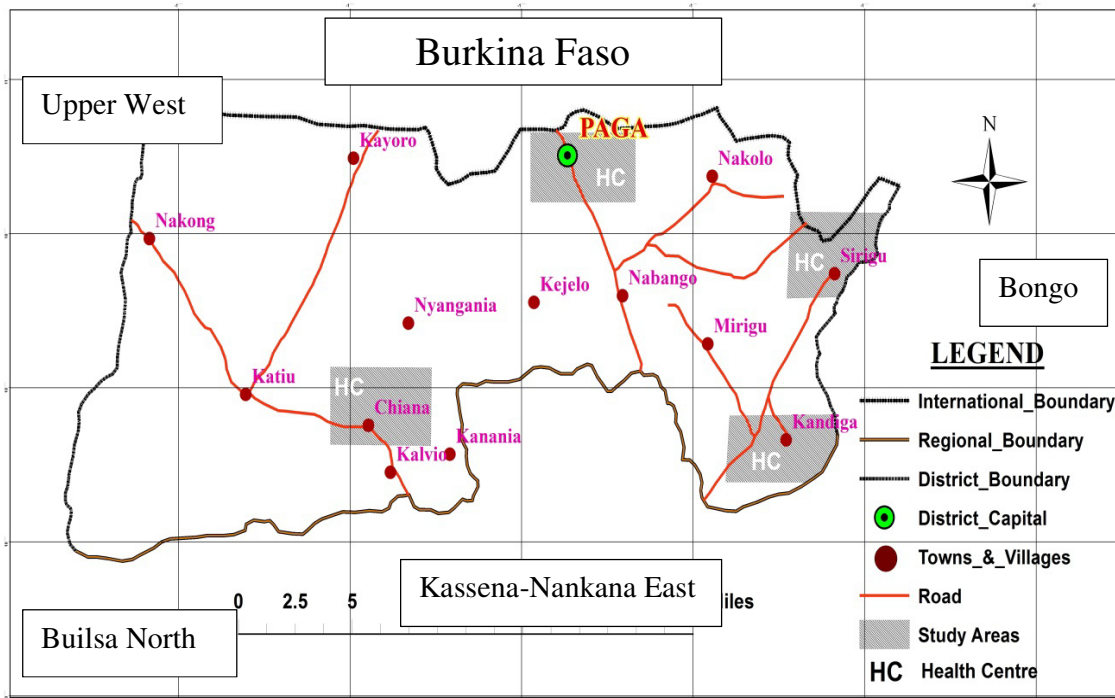 Burkina Faso
Upper West
PAGA
HC
Kayoro
Nakolo
N
Nakong
HC
Sirigu
Bongo
Kejelo
Nabango
Nyangania
Mirigu
LEGEND
Katiu
HC
Chiana
International_Boundary
Kandiga
Regional_Boundary
Kanania
HC
Kalvio
District_Boundary
District_Capital
Towns_&_Villages
Kassena-Nankana East
0 2.5 5 iles
Road
Builsa North
Study Areas
HC Health Centre